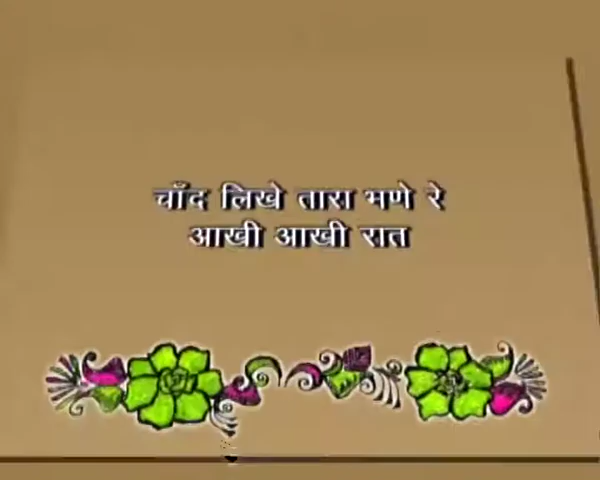 चाँद लिखे तारा भणे रे
आखी आखी रात